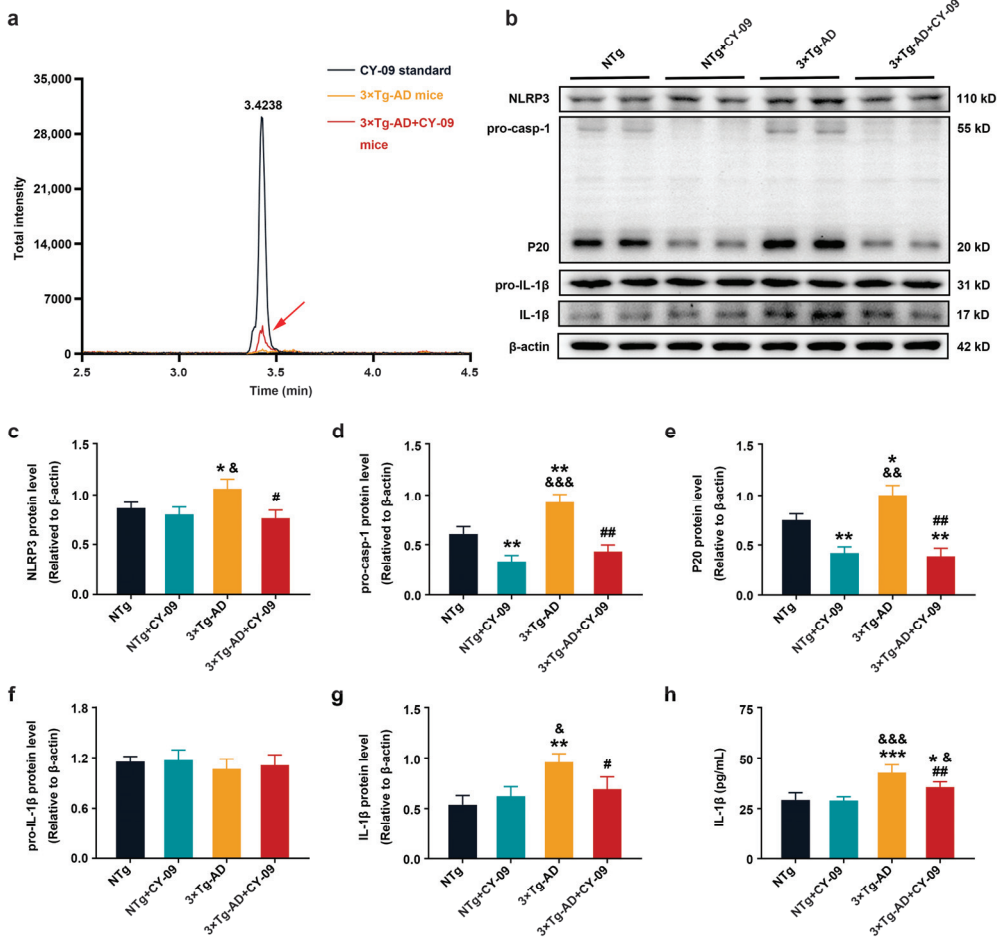 a
CY-09 standard
3×Tg-AD mice
3×Tg-AD+CY-09
mice
3.4238
35,000
28,000
21,000
14,000
7000
0
Total intensity
2.5
3.0
3.5
4.0
4.5
Time (min)
b
NTg
NTg+CY-09
3×Tg-AD
3×Tg-AD+CY-09
NLRP3
110 kD
pro-casp-1
55 kD
P20
20 kD
pro-IL-1β
31 kD
IL-1β
17 kD
β-actin
42 kD
c
NLRP3 protein level
(Relatived to β-actin)
1.5
1.0
0.5
0.0
* &
#
NTg
NTg+CY-09
3×Tg-AD
3×Tg-AD+CY-09
d
pro-casp-1 protein level
(Relative to β-actin)
1.5
1.0
0.5
0.0
**
**
&&&
##
NTg
NTg+CY-09
3×Tg-AD
3×Tg-AD+CY-09
e
P20 protein level
(Relative to β-actin)
1.5
1.0
0.5
0.0
**
*
&&
##
**
NTg
NTg+CY-09
3×Tg-AD
3×Tg-AD+CY-09
f
pro-IL-1β protein level
(Relative to β-actin)
1.8
1.2
0.6
0.0
NTg
NTg+CY-09
3×Tg-AD
3×Tg-AD+CY-09
g
IL-1β protein level
(Relative to β-actin)
1.5
1.0
0.5
0.0
&
**
#
NTg
NTg+CY-09
3×Tg-AD
3×Tg-AD+CY-09
h
IL-1β (pg/mL)
75
50
25
0
&&&
***
* &
##
NTg
NTg+CY-09
3×Tg-AD
3×Tg-AD+CY-09